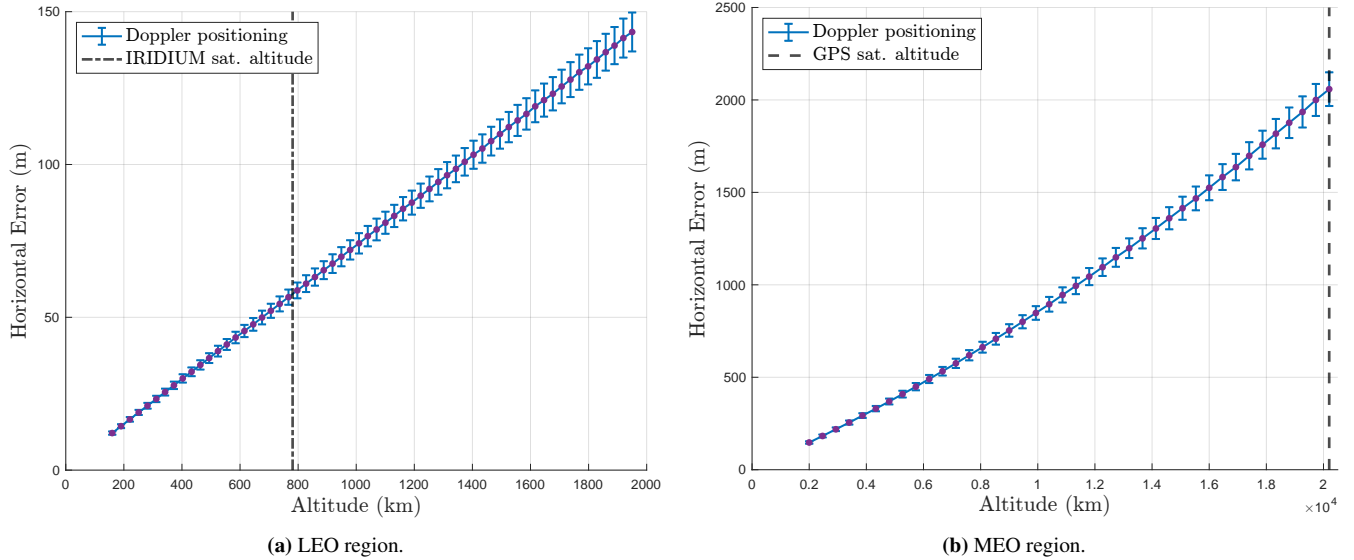 150
100
50
0
Horizontal Error (m)
Doppler positioning
IRIDIUM sat. altitude
0 200 400 600 800 1000 1200 1400 1600 1800 2000
Altitude (km)
(a) LEO region.
2500
2000
1500
1000
500
0
Horizontal Error (m)
Doppler positioning
GPS sat. altitude
0 0.2 0.4 0.6 0.8 1 1.2 1.4 1.6 1.8 2
×10⁴
Altitude (km)
(b) MEO region.